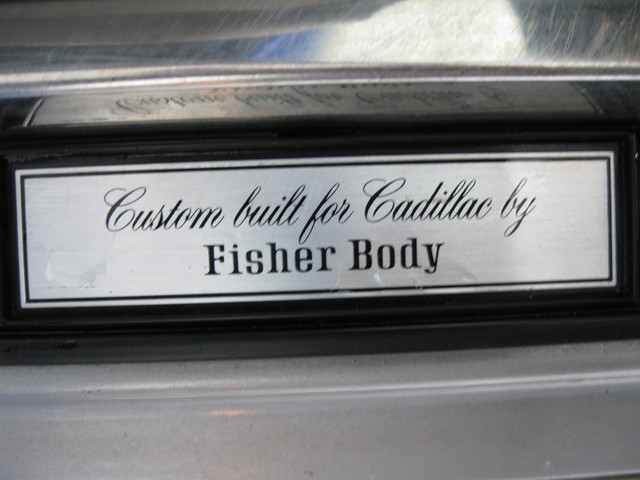 Custom built for Cadillac by
Fisher Body